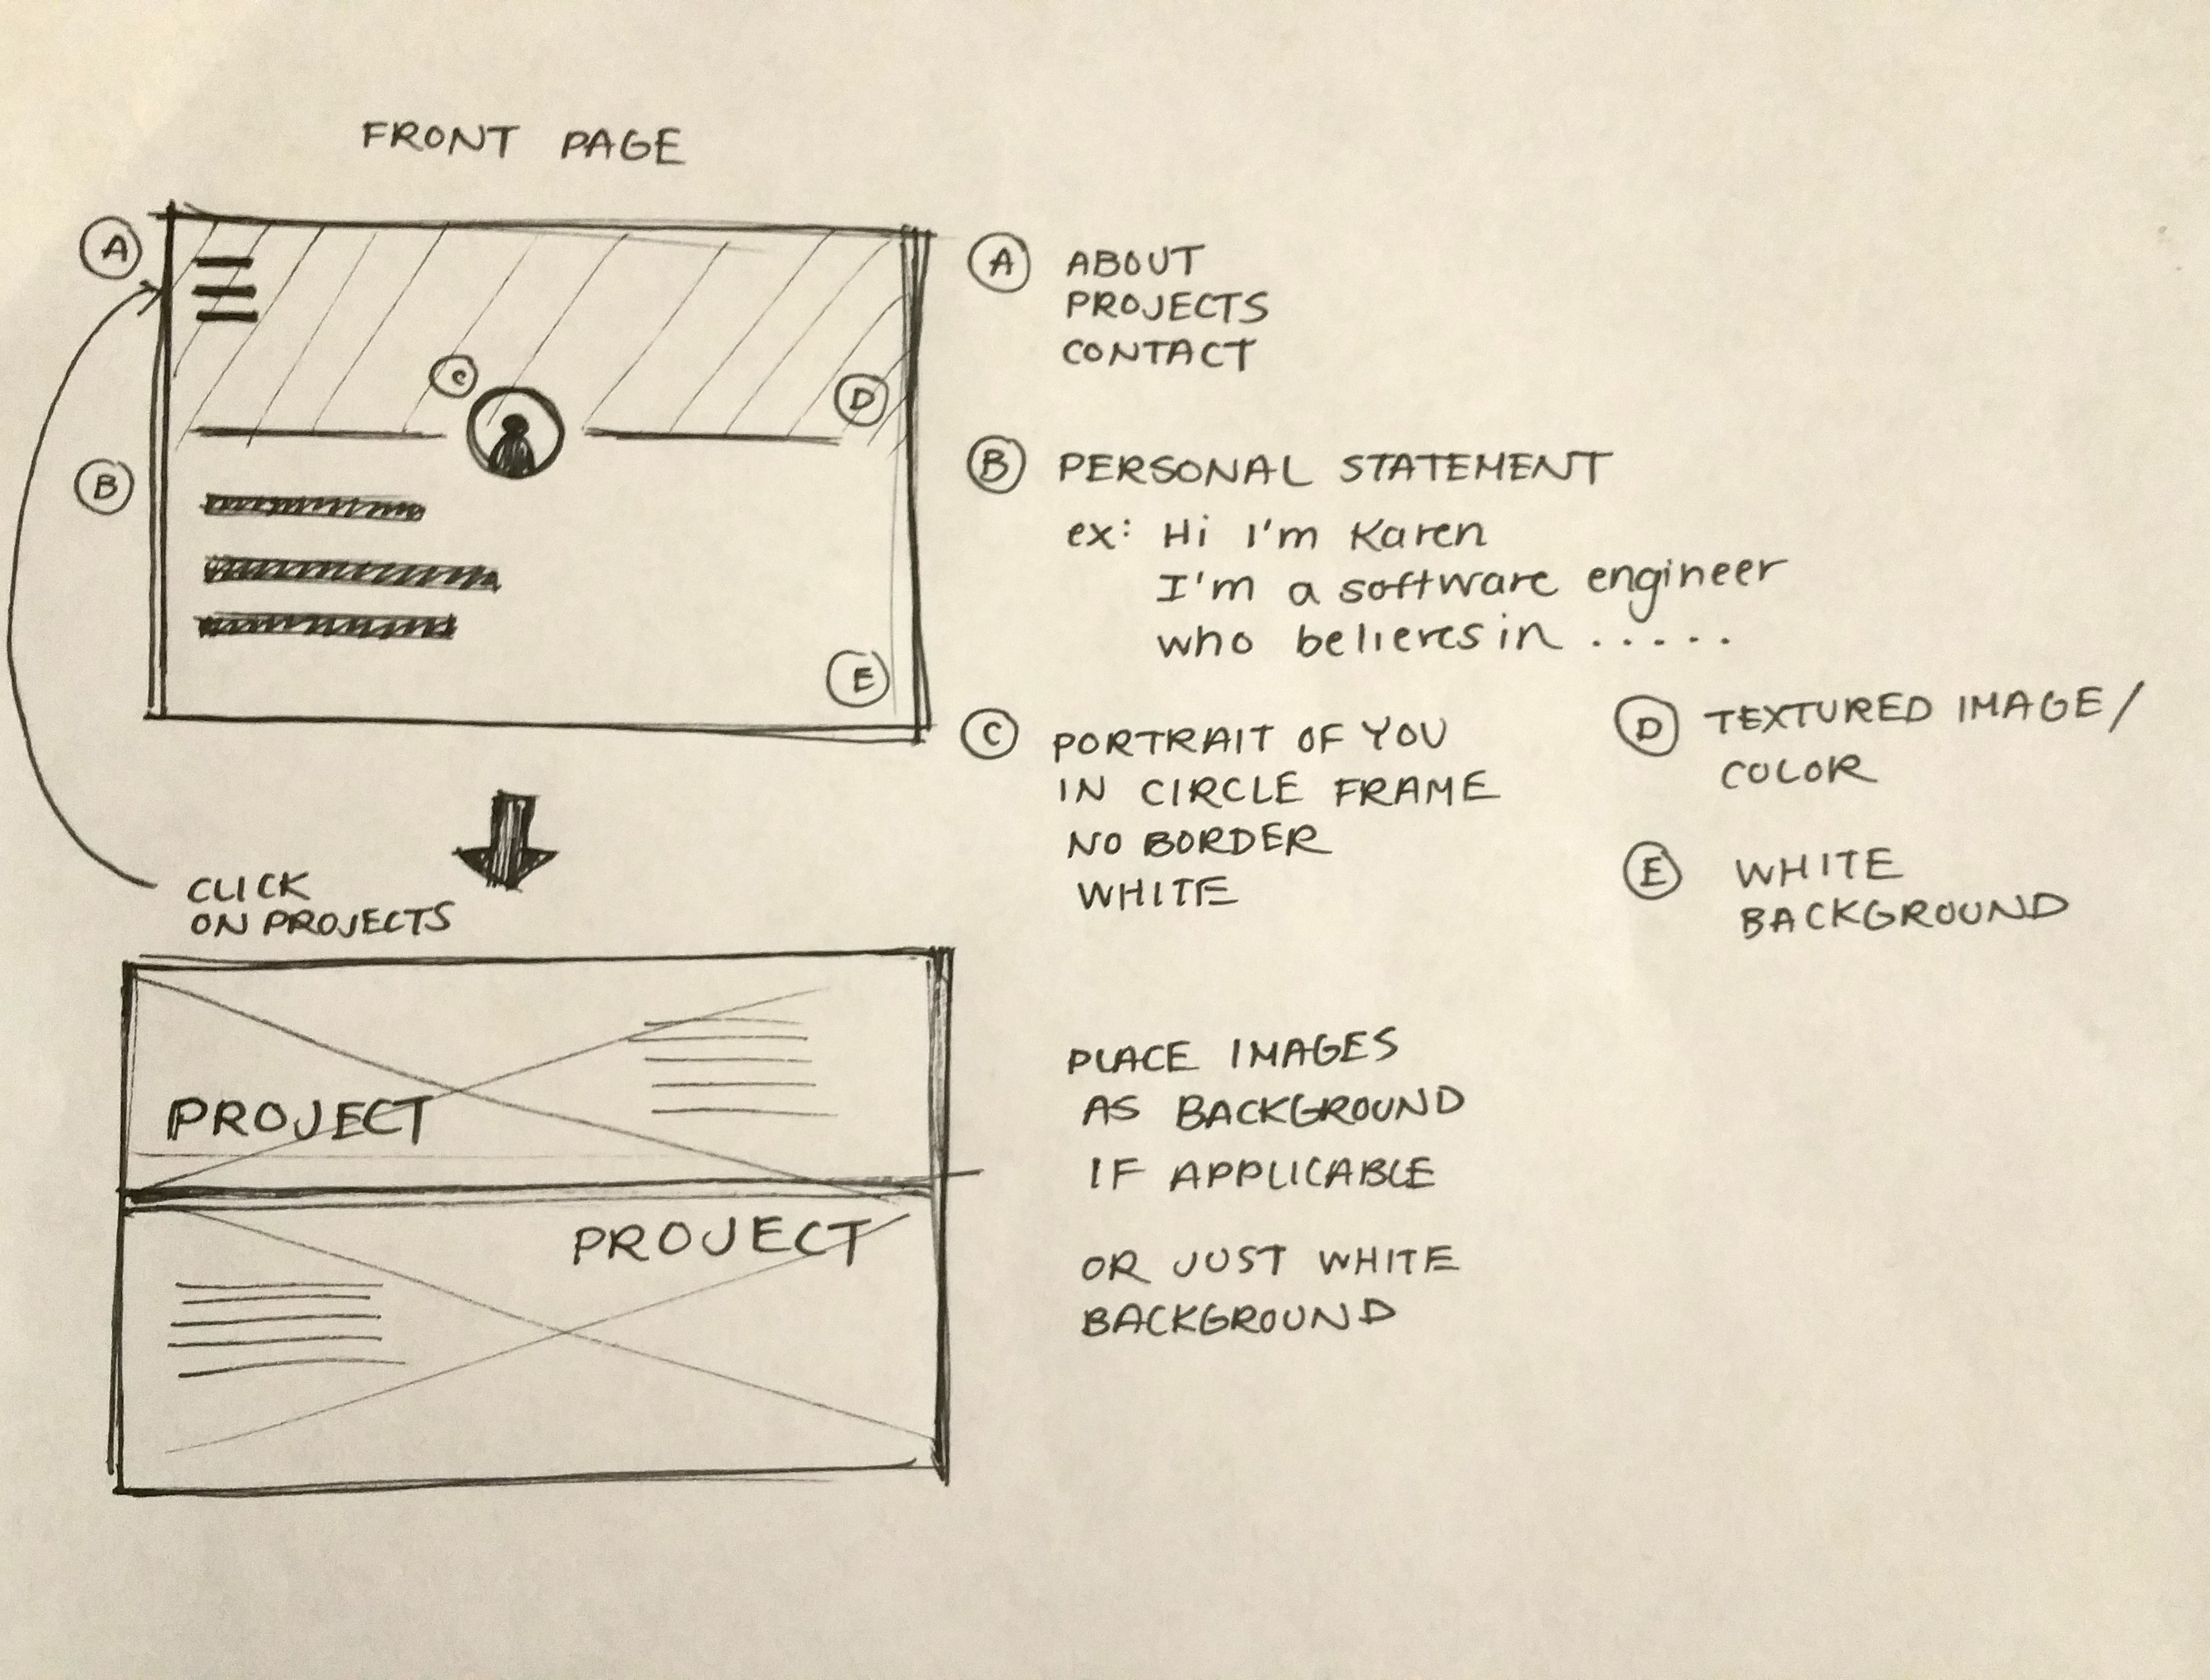 FRONT PAGE
A
C
D
B
E
A ABOUT
PROJECTS
CONTACT
B PERSONAL STATEMENT
ex: Hi I'm Karen
I'm a software engineer
who believes in .....
C PORTRAIT OF YOU
IN CIRCLE FRAME
NO BORDER
WHITE
D TEXTURED IMAGE/
COLOR
E WHITE
BACKGROUND
CLICK
ON PROJECTS
PROJECT
PROJECT
PLACE IMAGES
AS BACKGROUND
IF APPLICABLE
OR JUST WHITE
BACKGROUND